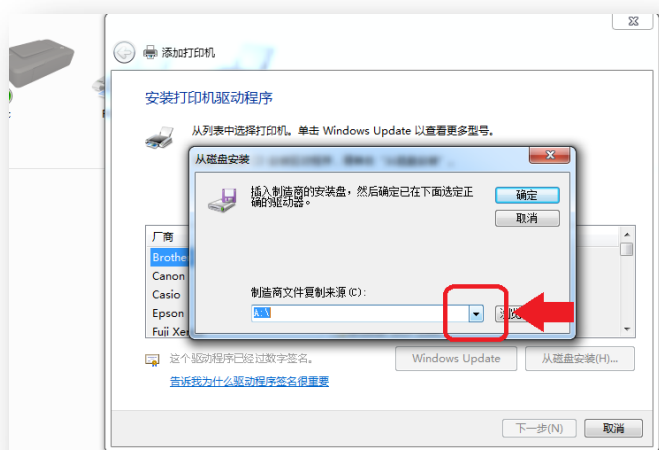 添加打印机
安装打印机驱动程序
从列表中选择打印机。单击 Windows Update 以查看更多型号。
从磁盘安装
插入制造商的安装盘，然后确定已在下面选定正
确的驱动器。
确定
取消
厂商
Brothe
Canon
Casio
Epson
Fuji Xe
制造商文件复制来源(C):
A:\
这个驱动程序已经过数字签名。
Windows Update
从磁盘安装(H)...
告诉我为什么驱动程序签名很重要
下一步(N)
取消